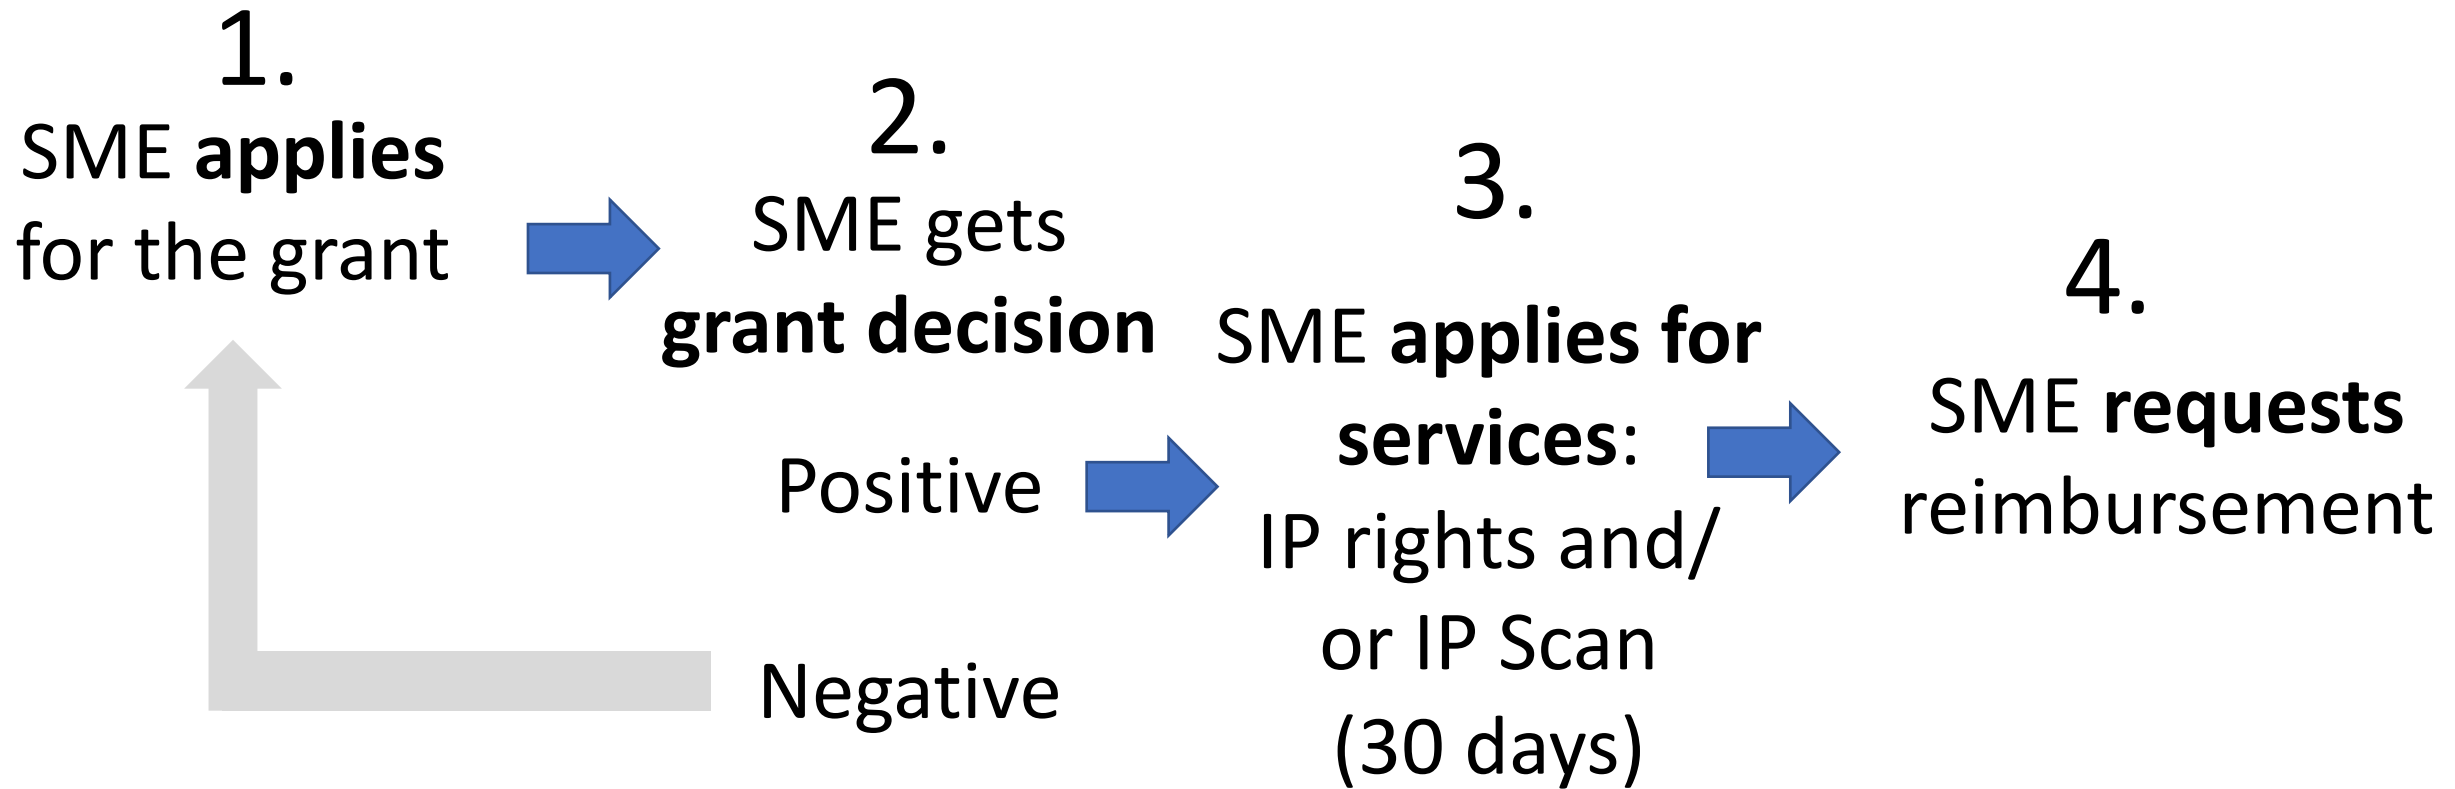 1.
SME applies
for the grant
2.
SME gets
grant decision
Positive
Negative
3.
SME applies for
services:
IP rights and/
or IP Scan
(30 days)
4.
SME requests
reimbursement